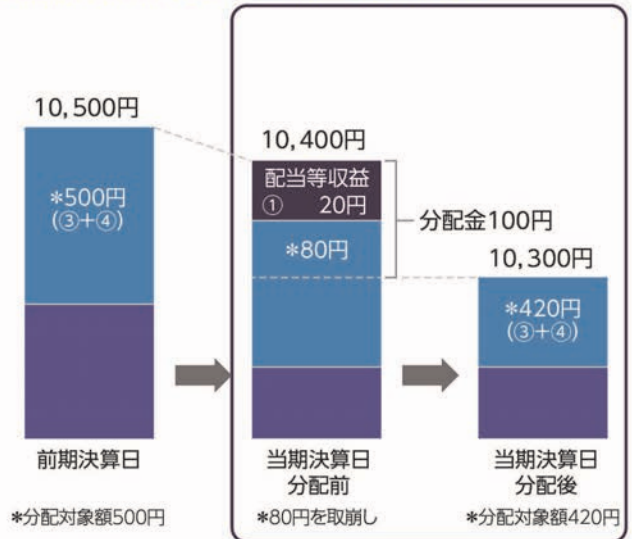 10,500円
*500円
(③+④)
前期決算日
*分配対象額500円
10,400円
配当等収益
① 20円
*80円
分配金100円
当期決算日
分配前
*80円を取崩し
10,300円
*420円
(③+④)
当期決算日
分配後
*分配対象額420円